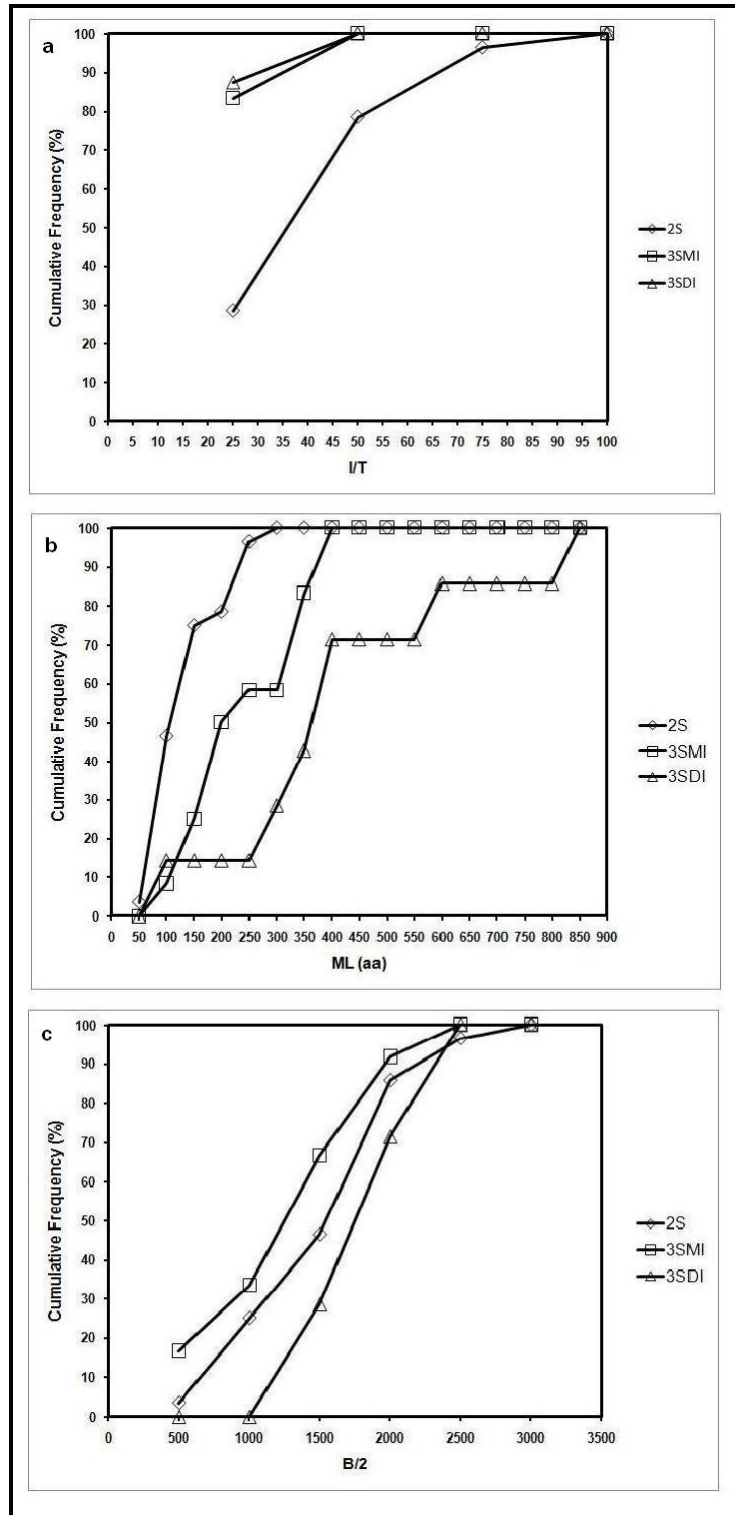 a
Cumulative Frequency (%)
100
90
80
70
60
50
40
30
20
10
0
0 5 10 15 20 25 30 35 40 45 50 55 60 65 70 75 80 85 90 95 100
I/T
2S
3SMI
3SDI
b
Cumulative Frequency (%)
100
90
80
70
60
50
40
30
20
10
0
0 50 100 150 200 250 300 350 400 450 500 550 600 650 700 750 800 850 900
ML (aa)
2S
3SMI
3SDI
c
Cumulative Frequency (%)
100
90
80
70
60
50
40
30
20
10
0
0 500 1000 1500 2000 2500 3000 3500
B/2
2S
3SMI
3SDI